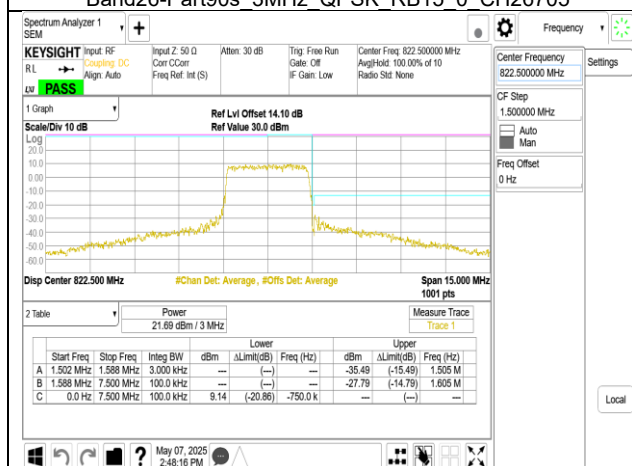 Band26-Part90s_3MHz_QPSK_RB15_0_CH26765
Spectrum Analyzer 1
SEM
+
Frequency
KEYSIGHT
RL
LXI
PASS
Input: RF
Coupling: DC
Align: Auto
Input Z: 50 Ω
Corr CCorr
Freq Ref: Int (S)
Atten: 30 dB
Trig: Free Run
Gate: Off
IF Gain: Low
Center Freq: 822.500000 MHz
Avg|Hold: 100.00% of 10
Radio Std: None
Center Frequency
822.500000 MHz
Settings
CF Step
1.500000 MHz
Auto
Man
Freq Offset
0 Hz
1 Graph
Scale/Div 10 dB
Ref Lvl Offset 14.10 dB
Ref Value 30.0 dBm
Log
20.0
10.0
0.00
-10.0
-20.0
-30.0
-40.0
-50.0
-60.0
Disp Center 822.500 MHz
#Chan Det: Average , #Offs Det: Average
Span 15.000 MHz
1001 pts
2 Table
Power
21.69 dBm / 3 MHz
Measure Trace
Trace 1
Lower Upper
Start Freq Stop Freq Integ BW dBm ΔLimit(dB) Freq (Hz) dBm ΔLimit(dB) Freq (Hz)
A 1.502 MHz 1.588 MHz 3.000 kHz --- (---) --- -35.49 (-15.49) 1.505 M
B 1.588 MHz 7.500 MHz 100.0 kHz --- (---) --- -27.79 (-14.79) 1.605 M
C 0.0 Hz 7.500 MHz 100.0 kHz 9.14 (-20.86) -750.0 k --- (---) ---
Local
?
May 07, 2025
2:48:16 PM